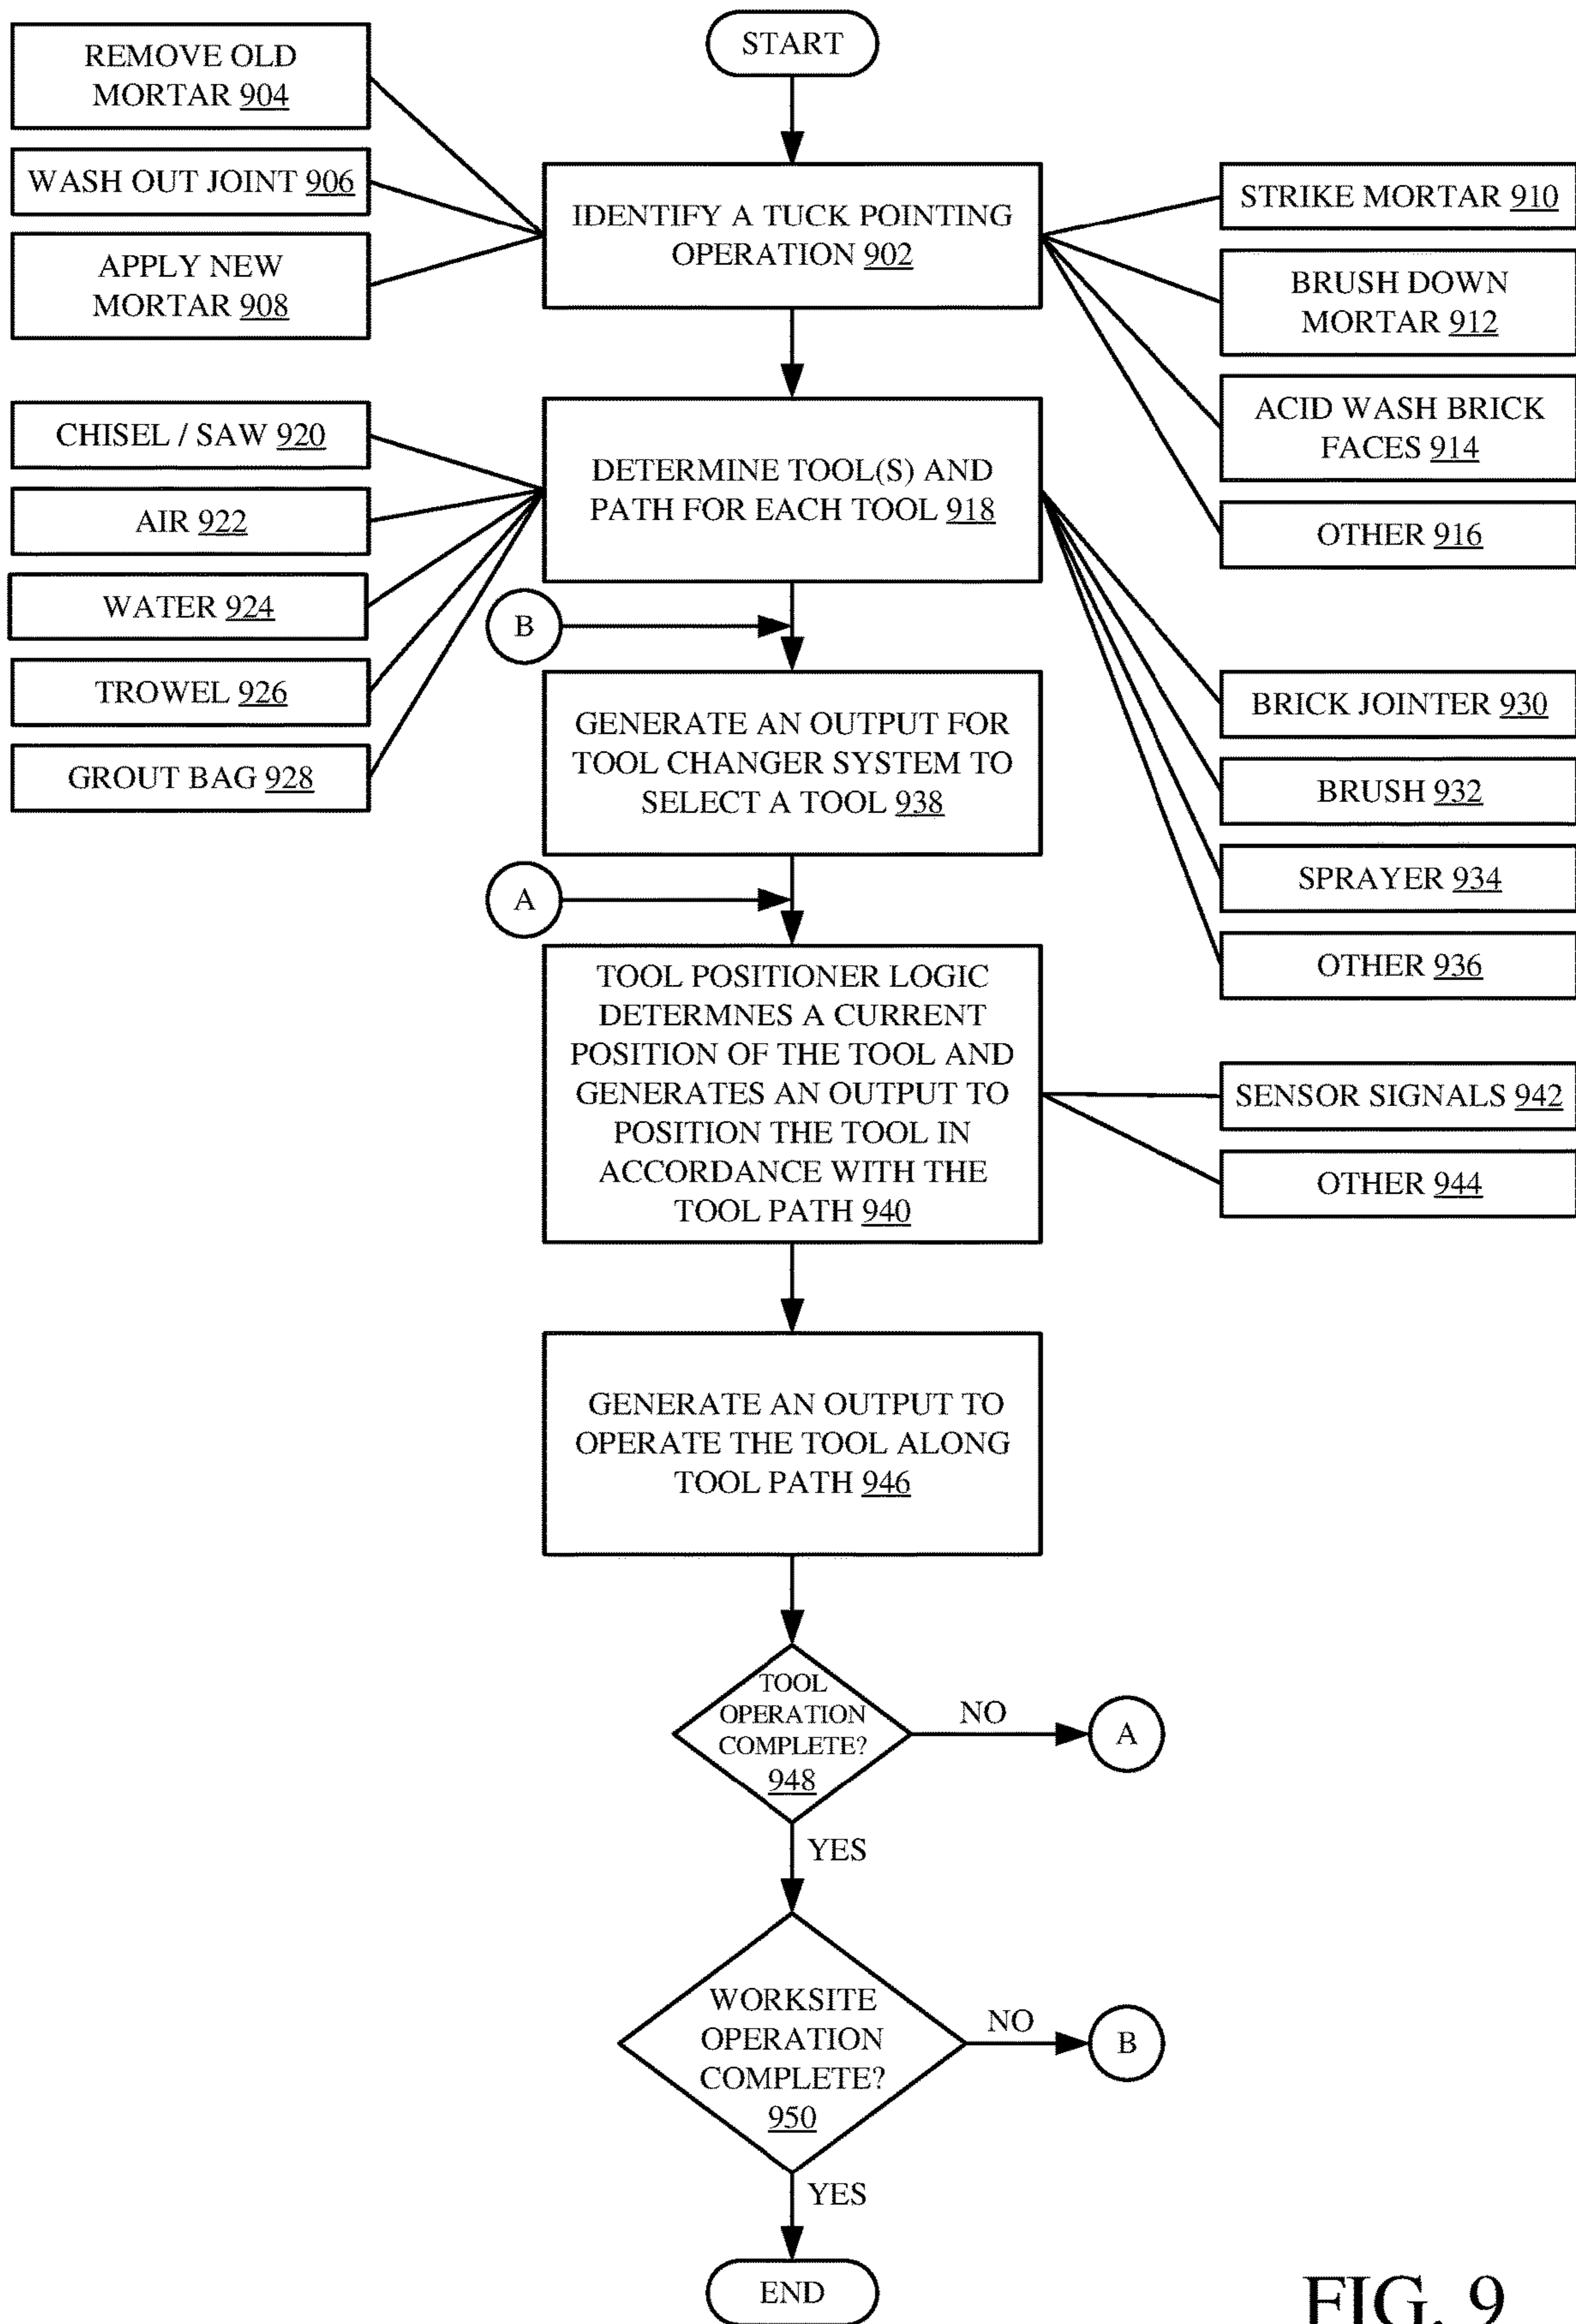 START
REMOVE OLD
MORTAR 904
WASH OUT JOINT 906
APPLY NEW
MORTAR 908
IDENTIFY A TUCK POINTING
OPERATION 902
STRIKE MORTAR 910
BRUSH DOWN
MORTAR 912
ACID WASH BRICK
FACES 914
OTHER 916
CHISEL / SAW 920
AIR 922
WATER 924
TROWEL 926
GROUT BAG 928
DETERMINE TOOL(S) AND
PATH FOR EACH TOOL 918
BRICK JOINTER 930
BRUSH 932
SPRAYER 934
OTHER 936
B
GENERATE AN OUTPUT FOR
TOOL CHANGER SYSTEM TO
SELECT A TOOL 938
A
TOOL POSITIONER LOGIC
DETERMNES A CURRENT
POSITION OF THE TOOL AND
GENERATES AN OUTPUT TO
POSITION THE TOOL IN
ACCORDANCE WITH THE
TOOL PATH 940
SENSOR SIGNALS 942
OTHER 944
GENERATE AN OUTPUT TO
OPERATE THE TOOL ALONG
TOOL PATH 946
TOOL
OPERATION
COMPLETE?
948
NO
A
YES
WORKSITE
OPERATION
COMPLETE?
950
NO
B
YES
END
FIG. 9